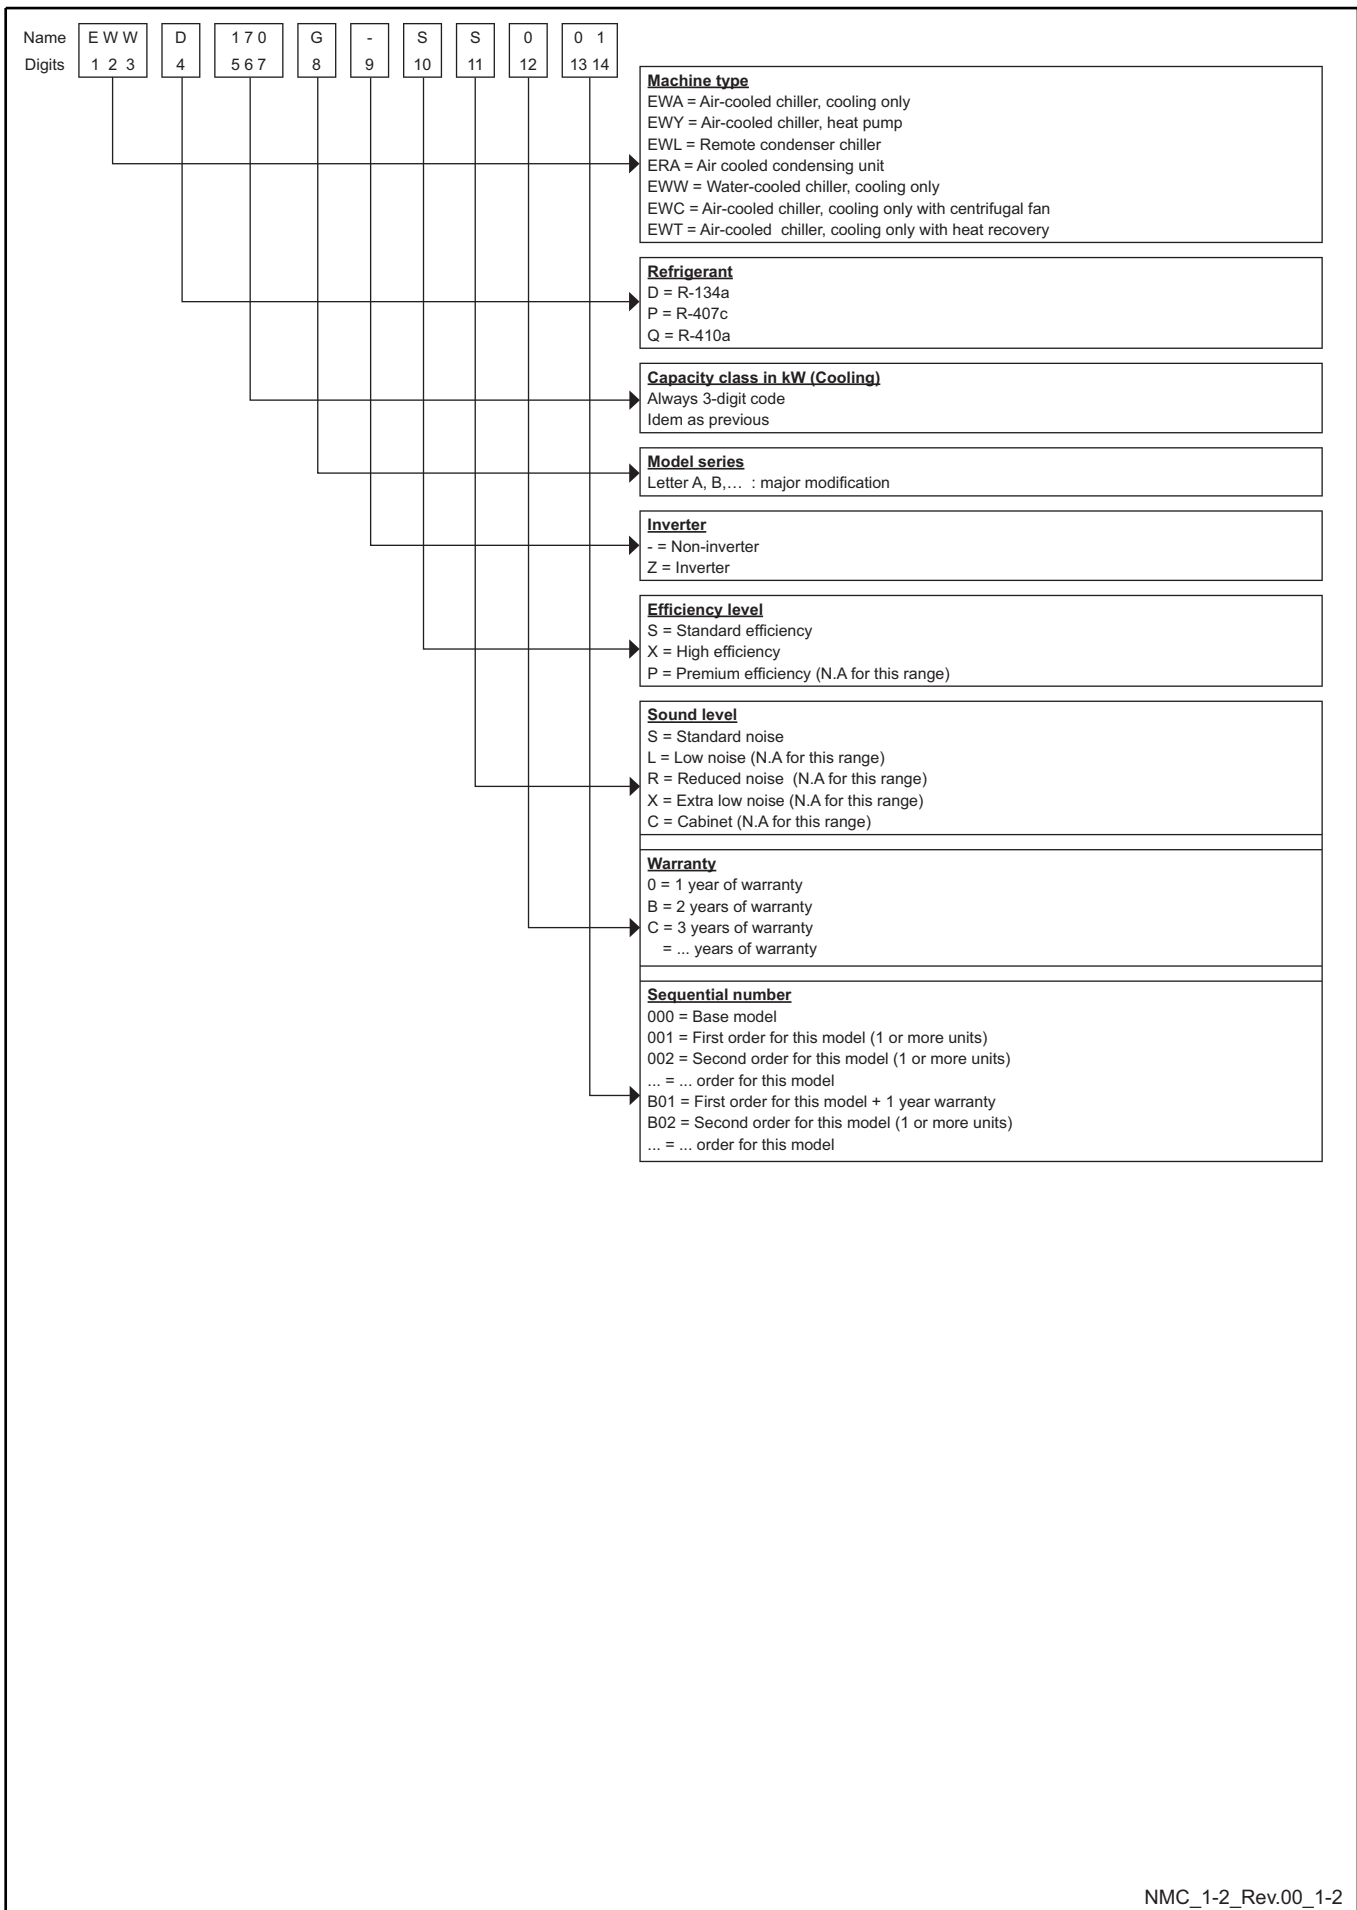 Name E W W D 1 7 0 G - S S 0 0 1
Digits 1 2 3 4 5 6 7 8 9 10 11 12 13 14
Machine type
EWA = Air-cooled chiller, cooling only
EWY = Air-cooled chiller, heat pump
EWL = Remote condenser chiller
ERA = Air cooled condensing unit
EWW = Water-cooled chiller, cooling only
EWC = Air-cooled chiller, cooling only with centrifugal fan
EWT = Air-cooled chiller, cooling only with heat recovery
Refrigerant
D = R-134a
P = R-407c
Q = R-410a
Capacity class in kW (Cooling)
Always 3-digit code
Idem as previous
Model series
Letter A, B,… : major modification
Inverter
- = Non-inverter
Z = Inverter
Efficiency level
S = Standard efficiency
X = High efficiency
P = Premium efficiency (N.A for this range)
Sound level
S = Standard noise
L = Low noise (N.A for this range)
R = Reduced noise (N.A for this range)
X = Extra low noise (N.A for this range)
C = Cabinet (N.A for this range)
Warranty
0 = 1 year of warranty
B = 2 years of warranty
C = 3 years of warranty
= ... years of warranty
Sequential number
000 = Base model
001 = First order for this model (1 or more units)
002 = Second order for this model (1 or more units)
... = ... order for this model
B01 = First order for this model + 1 year warranty
B02 = Second order for this model (1 or more units)
... = ... order for this model
NMC_1-2_Rev.00_1-2